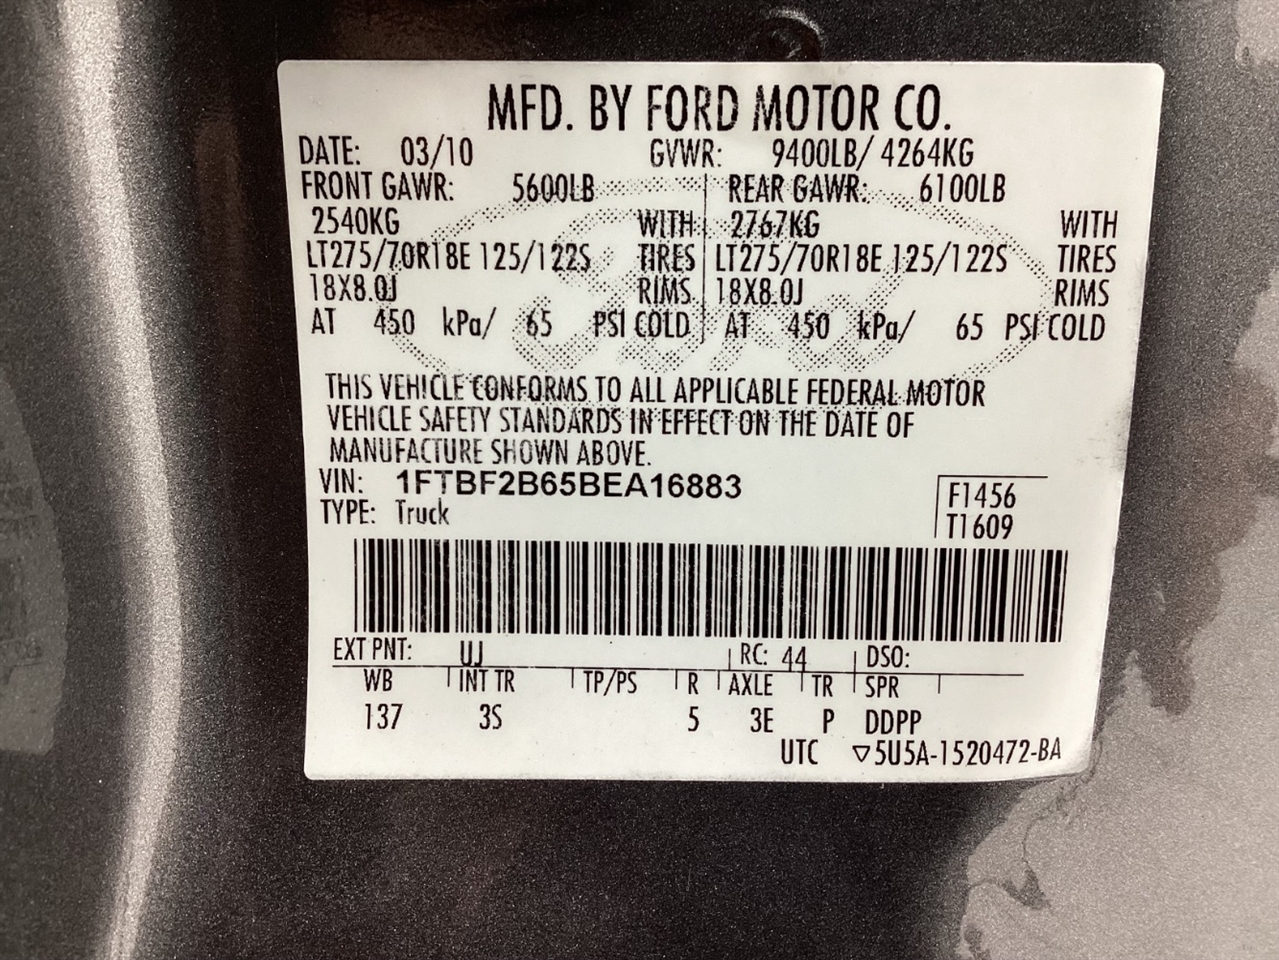 MFD. BY FORD MOTOR CO.
DATE: 03/10 GVWR: 9400LB/ 4264KG
FRONT GAWR: 5600LB REAR GAWR: 6100LB
2540KG WITH 2767KG WITH
LT275/70R18E 125/122S TIRES LT275/70R18E 125/122S TIRES
18X8.0J RIMS 18X8.0J RIMS
AT 450 kPa/ 65 PSI COLD AT 450 kPa/ 65 PSI COLD
THIS VEHICLE CONFORMS TO ALL APPLICABLE FEDERAL MOTOR
VEHICLE SAFETY STANDARDS IN EFFECT ON THE DATE OF
MANUFACTURE SHOWN ABOVE.
VIN: 1FTBF2B65BEA16883
TYPE: Truck
F1456
T1609
EXT PNT: UJ RC: 44 DSO:
WB INT TR TP/PS R AXLE TR SPR
137 3S 5 3E P DDPP
UTC ▽5U5A-1520472-BA